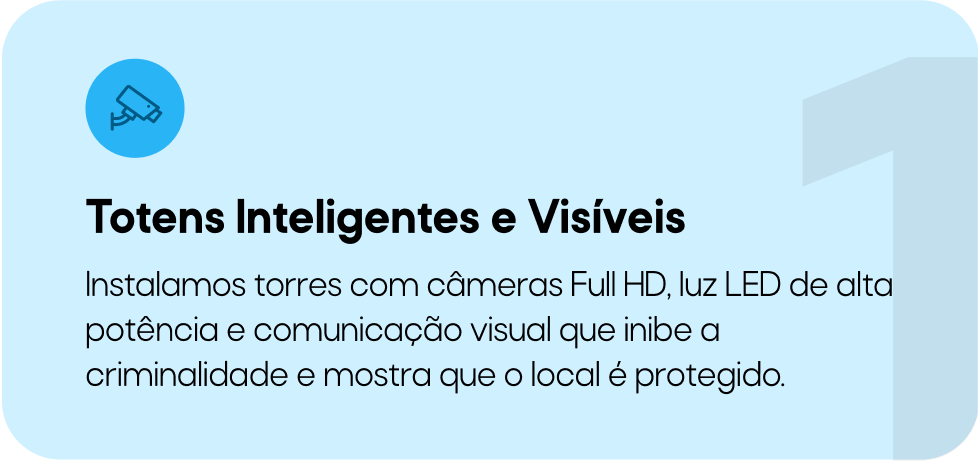 1
Totens Inteligentes e Visíveis
Instalamos torres com câmeras Full HD, luz LED de alta
potência e comunicação visual que inibe a
criminalidade e mostra que o local é protegido.